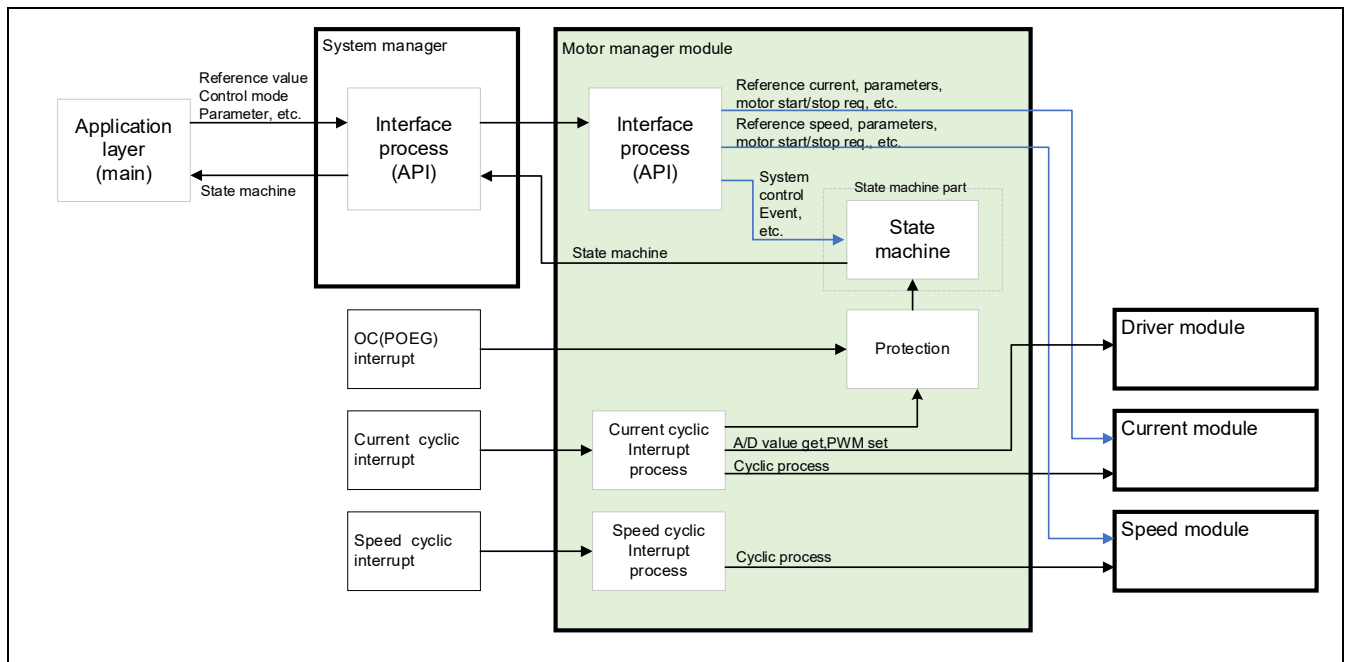 System manager
Motor manager module
Reference value
Control mode
Parameter, etc.
Application
layer
(main)
State machine
Interface
process
(API)
Interface
process
(API)
Reference current, parameters,
motor start/stop req, etc.
Reference speed, parameters,
motor start/stop req., etc.
System
control
Event,
etc.
State machine part
State
machine
State machine
OC(POEG)
interrupt
Protection
Driver module
Current cyclic
interrupt
Current cyclic
Interrupt
process
A/D value get,PWM set
Cyclic process
Current module
Speed cyclic
interrupt
Speed cyclic
Interrupt
process
Cyclic process
Speed module